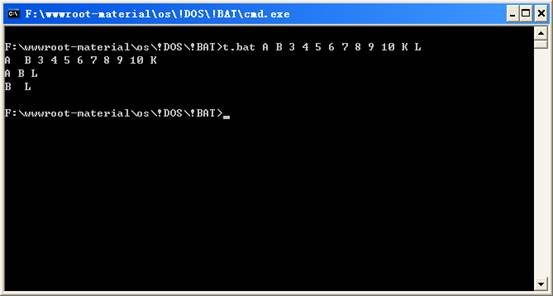 F:\wwwroot-material\os\!DOS\!BAT\cmd.exe
F:\wwwroot-material\os\!DOS\!BAT>t.bat A B 3 4 5 6 7 8 9 10 K L
A  B 3 4 5 6 7 8 9 10 K
A B L
B  L
F:\wwwroot-material\os\!DOS\!BAT>_